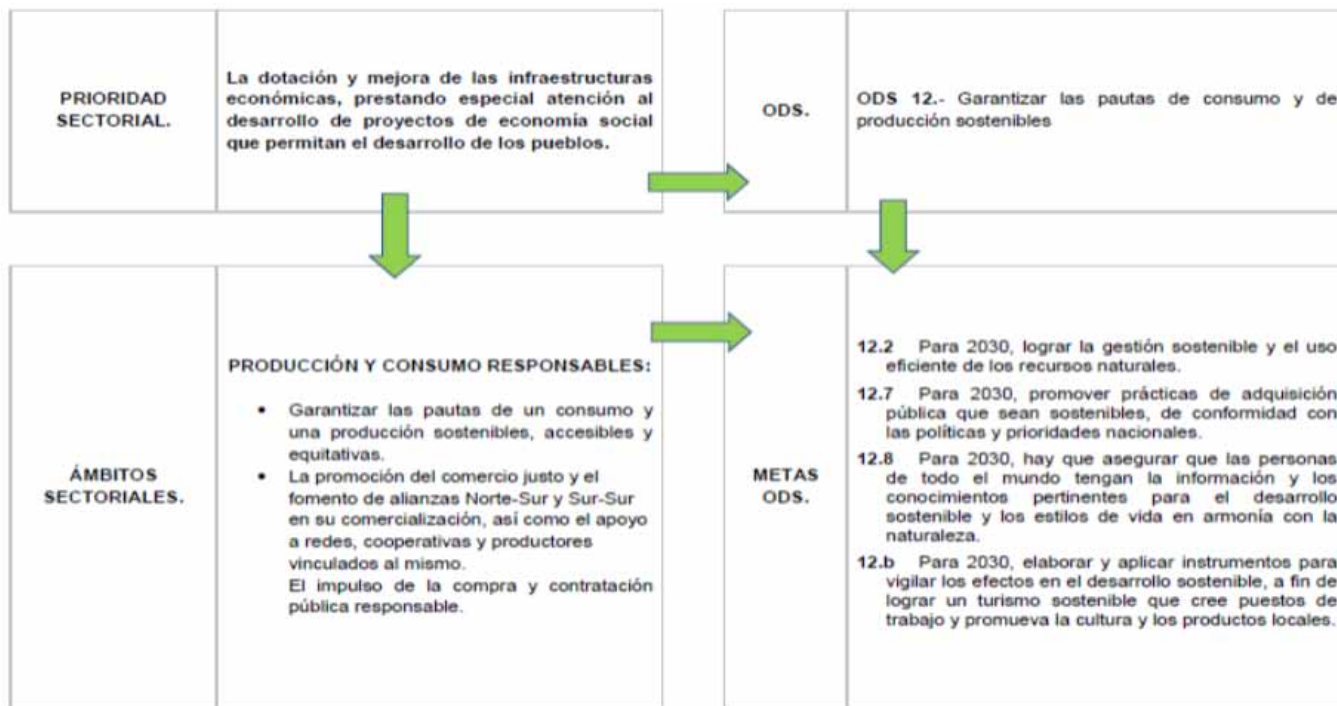 PRIORIDAD
SECTORIAL.
La dotación y mejora de las infraestructuras
económicas, prestando especial atención al
desarrollo de proyectos de economía social
que permitan el desarrollo de los pueblos.
ODS.
ODS 12.- Garantizar las pautas de consumo y de
producción sostenibles
ÁMBITOS
SECTORIALES.
PRODUCCIÓN Y CONSUMO RESPONSABLES:
• Garantizar las pautas de un consumo y
una producción sostenibles, accesibles y
equitativas.
• La promoción del comercio justo y el
fomento de alianzas Norte-Sur y Sur-Sur
en su comercialización, así como el apoyo
a redes, cooperativas y productores
vinculados al mismo.
El impulso de la compra y contratación
pública responsable.
METAS
ODS.
12.2 Para 2030, lograr la gestión sostenible y el uso
eficiente de los recursos naturales.
12.7 Para 2030, promover prácticas de adquisición
pública que sean sostenibles, de conformidad con
las políticas y prioridades nacionales.
12.8 Para 2030, hay que asegurar que las personas
de todo el mundo tengan la información y los
conocimientos pertinentes para el desarrollo
sostenible y los estilos de vida en armonía con la
naturaleza.
12.b Para 2030, elaborar y aplicar instrumentos para
vigilar los efectos en el desarrollo sostenible, a fin de
lograr un turismo sostenible que cree puestos de
trabajo y promueva la cultura y los productos locales.